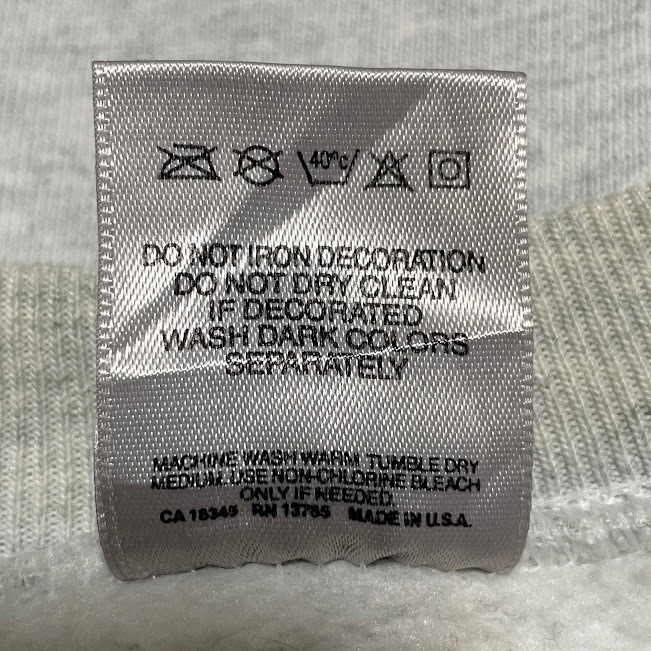 40°C
DO NOT IRON DECORATION
DO NOT DRY CLEAN
IF DECORATED
WASH DARK COLORS
SEPARATELY
MACHINE WASH WARM. TUMBLE DRY
MEDIUM. USE NON-CHLORINE BLEACH
ONLY IF NEEDED.
CA 18345 RN 13765 MADE IN U.S.A.